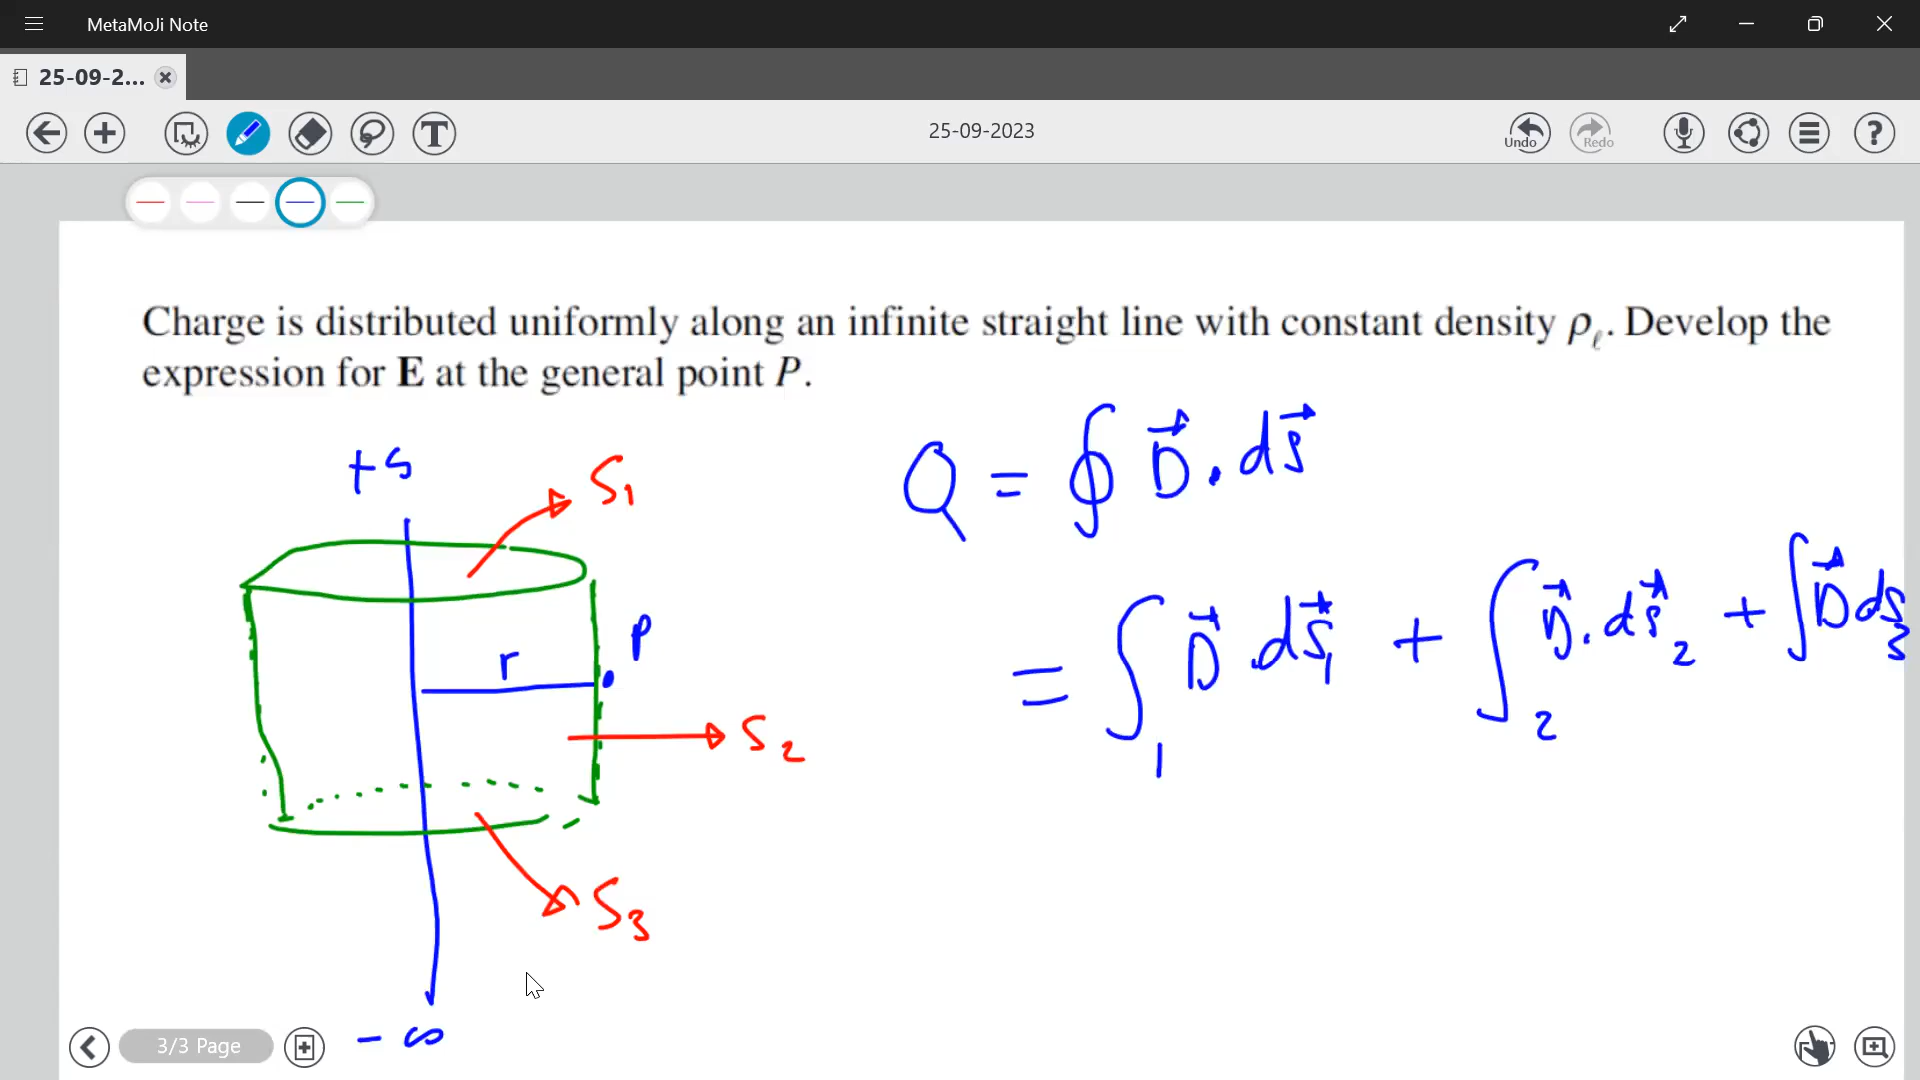 MetaMoJi Note
25-09-2...
25-09-2023
Undo
Redo
Charge is distributed uniformly along an infinite straight line with constant density ρℓ. Develop the
expression for E at the general point P.
Q = ∮ D⃗ . ds⃗
= ∫₁ D⃗ . ds⃗₁ + ∫₂ D⃗ . ds⃗₂ + ∫ D⃗ ds₃
S₁
P
r
S₂
S₃
- ∞
3/3 Page